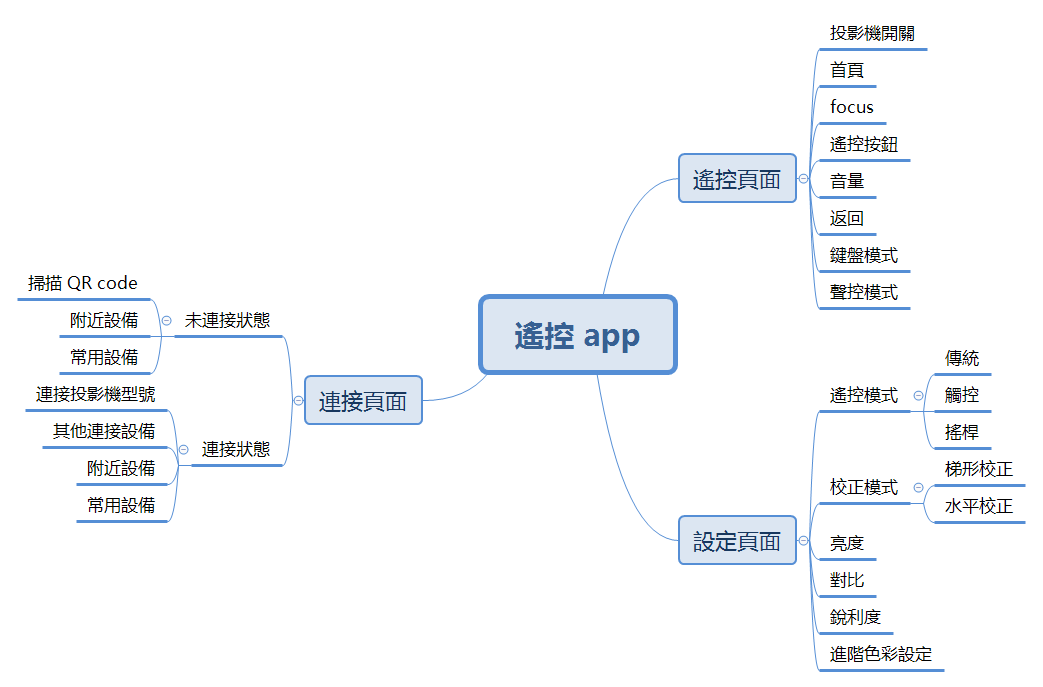 遙控 app
遙控頁面
投影機開關
首頁
focus
遙控按鈕
音量
返回
鍵盤模式
聲控模式
設定頁面
遙控模式
傳統
觸控
搖桿
校正模式
梯形校正
水平校正
亮度
對比
銳利度
進階色彩設定
連接頁面
未連接狀態
掃描 QR code
附近設備
常用設備
連接狀態
連接投影機型號
其他連接設備
附近設備
常用設備